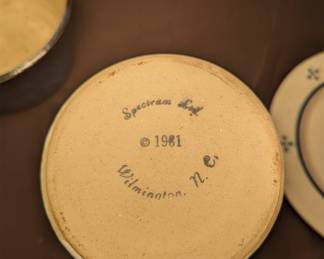 Spectrum Ltd.
© 1981
Wilmington, N. C.